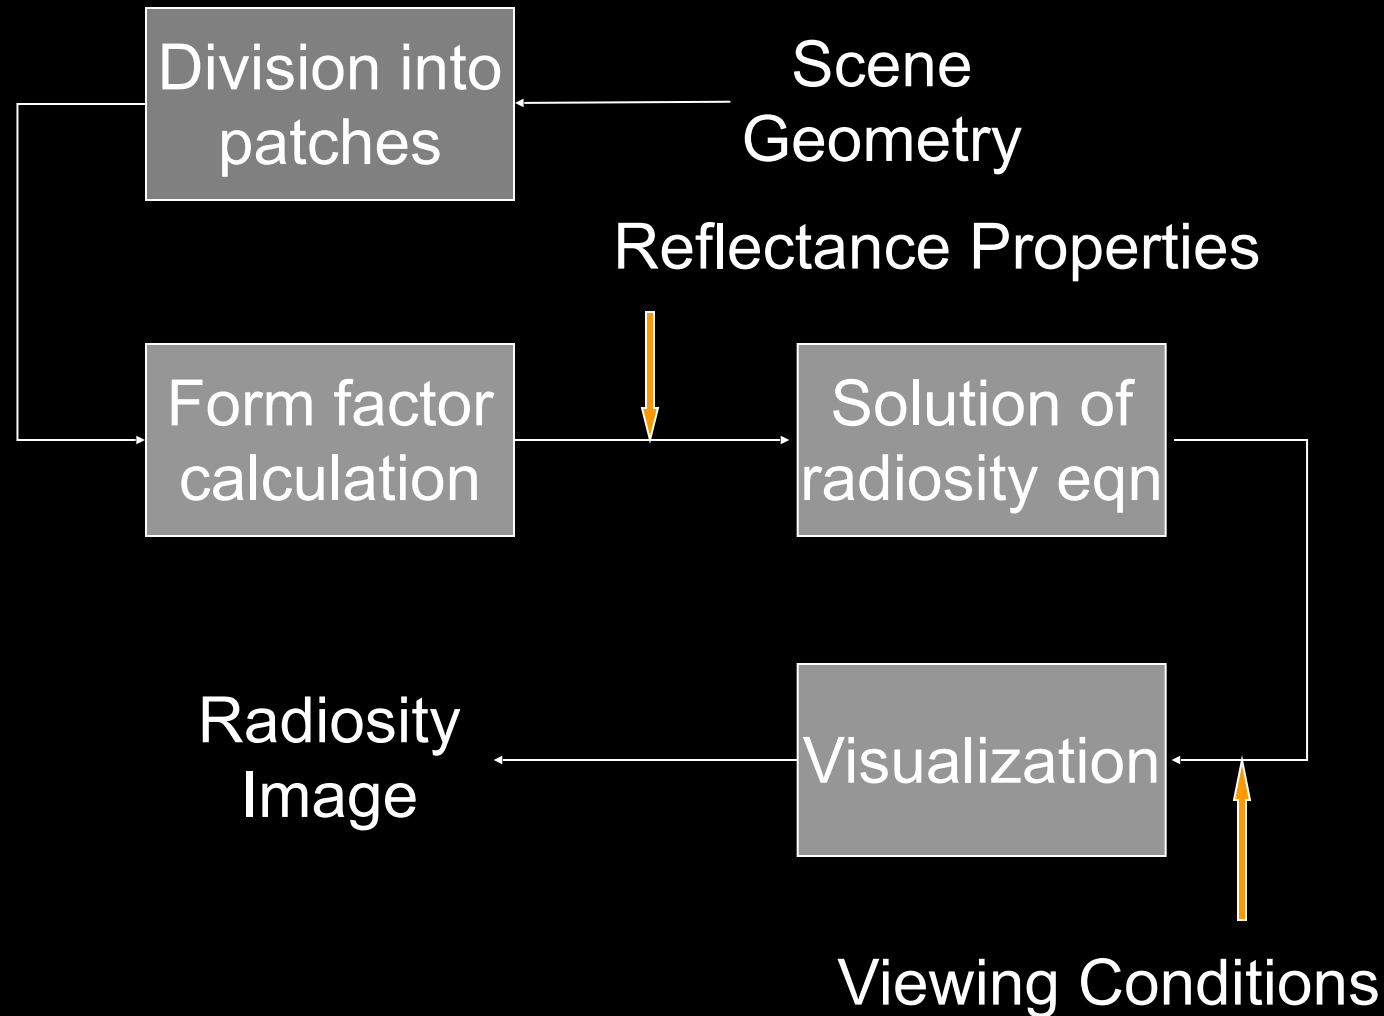 Division into
patches
Scene
Geometry
Reflectance Properties
Form factor
calculation
Solution of
radiosity eqn
Radiosity
Image
Visualization
Viewing Conditions